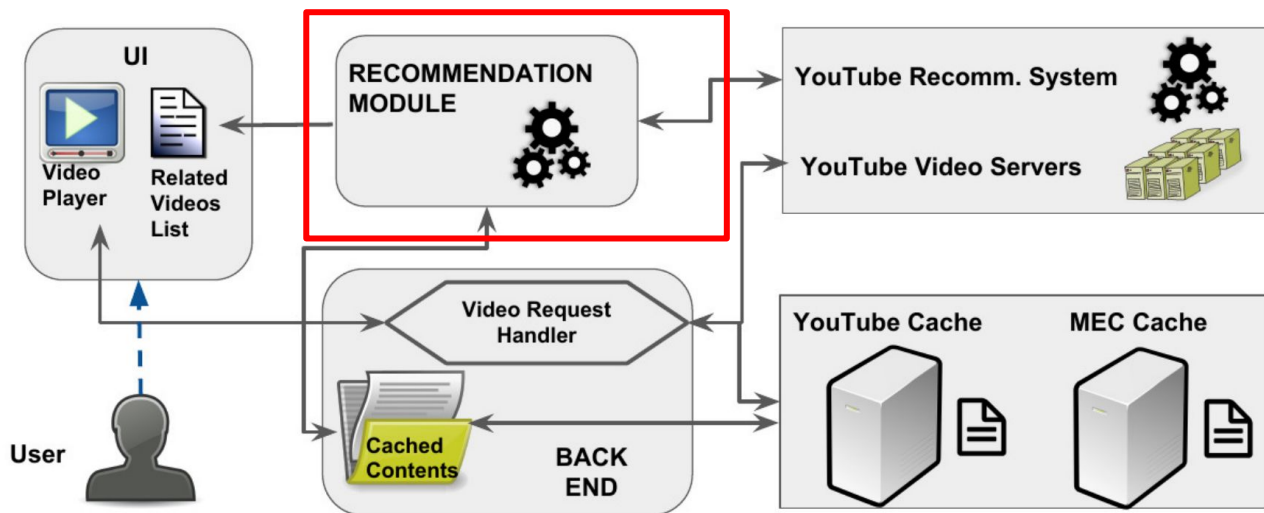 UI
Video
Player
Related
Videos
List
RECOMMENDATION
MODULE
YouTube Recomm. System
YouTube Video Servers
Video Request
Handler
Cached
Contents
BACK
END
YouTube Cache
MEC Cache
User